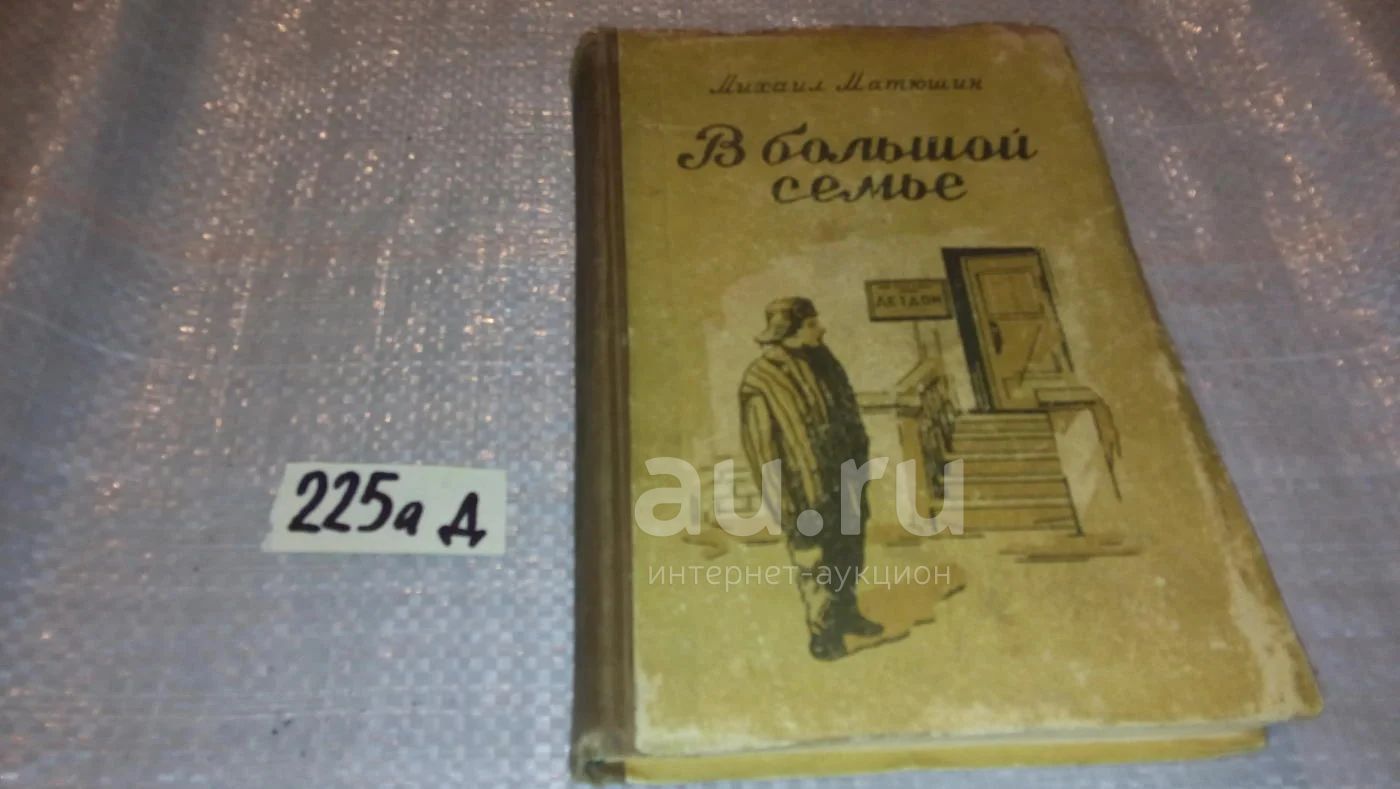 Михаил Матюшин
В большой
семье
ДЕТДОМ
225а Д
au.ru
интернет-аукцион